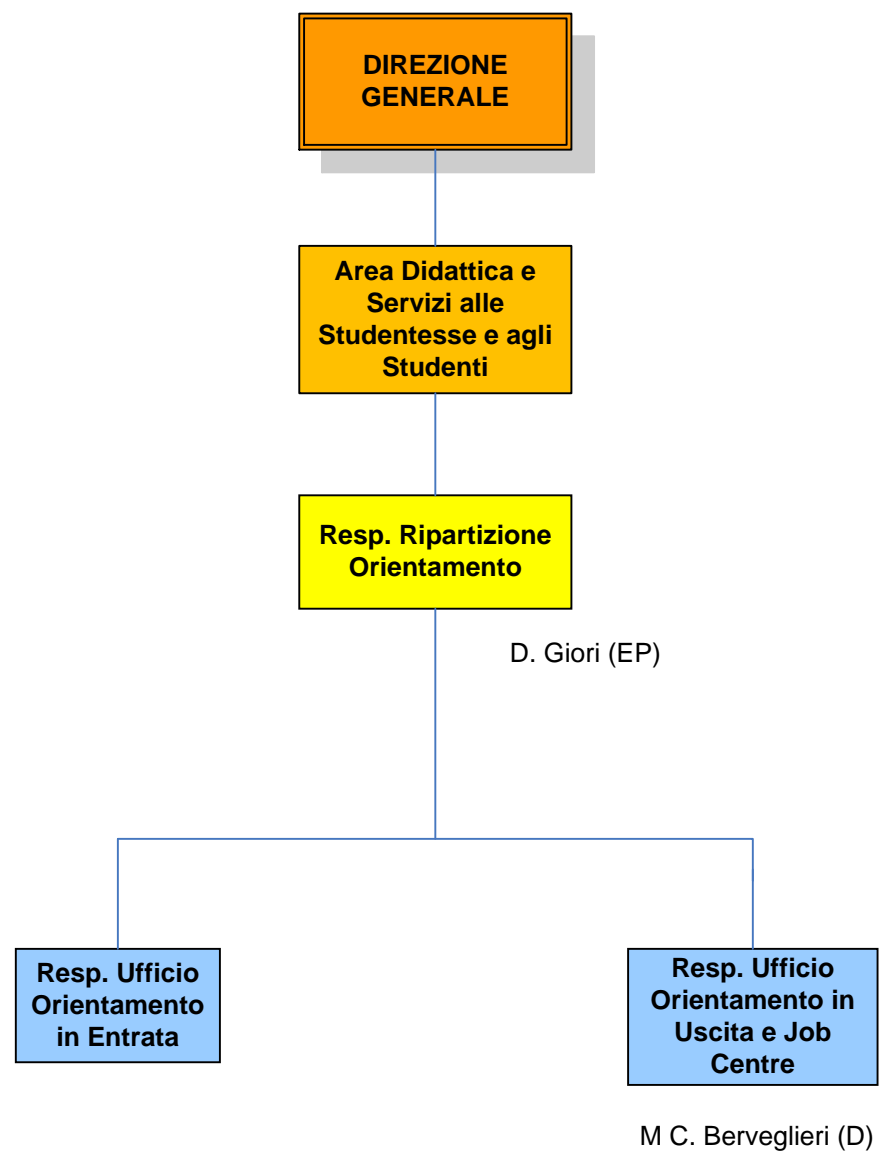 DIREZIONE
GENERALE
Area Didattica e
Servizi alle
Studentesse e agli
Studenti
Resp. Ripartizione
Orientamento
D. Giori (EP)
Resp. Ufficio
Orientamento
in Entrata
Resp. Ufficio
Orientamento in
Uscita e Job
Centre
M C. Berveglieri (D)